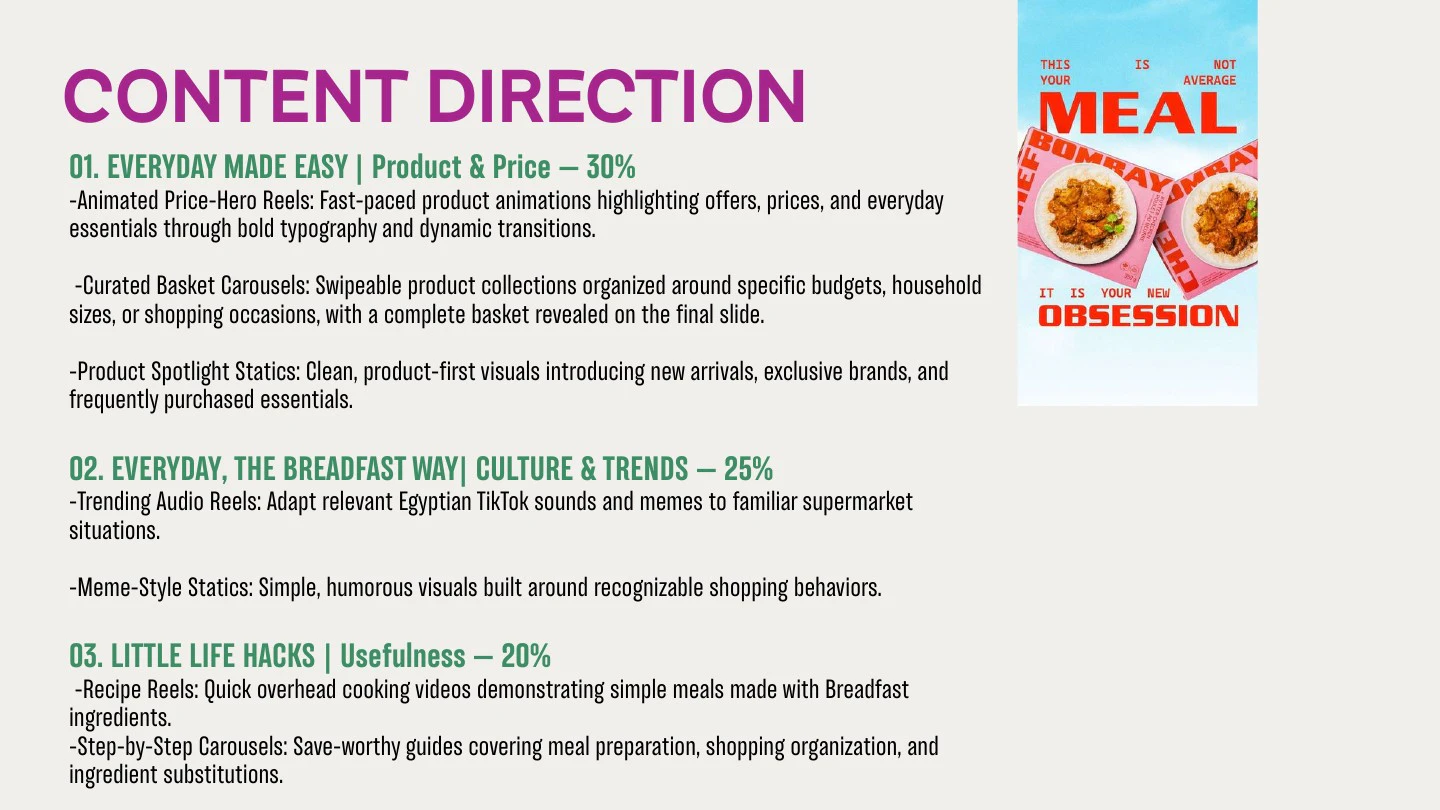 CONTENT DIRECTION
01. EVERYDAY MADE EASY | Product & Price — 30%
-Animated Price-Hero Reels: Fast-paced product animations highlighting offers, prices, and everyday
essentials through bold typography and dynamic transitions.
-Curated Basket Carousels: Swipeable product collections organized around specific budgets, household
sizes, or shopping occasions, with a complete basket revealed on the final slide.
-Product Spotlight Statics: Clean, product-first visuals introducing new arrivals, exclusive brands, and
frequently purchased essentials.
02. EVERYDAY, THE BREADFAST WAY| CULTURE & TRENDS — 25%
-Trending Audio Reels: Adapt relevant Egyptian TikTok sounds and memes to familiar supermarket
situations.
-Meme-Style Statics: Simple, humorous visuals built around recognizable shopping behaviors.
03. LITTLE LIFE HACKS | Usefulness — 20%
-Recipe Reels: Quick overhead cooking videos demonstrating simple meals made with Breadfast
ingredients.
-Step-by-Step Carousels: Save-worthy guides covering meal preparation, shopping organization, and
ingredient substitutions.
THIS IS NOT
YOUR AVERAGE
MEAL
BOMBAY
IT IS YOUR NEW
OBSESSION